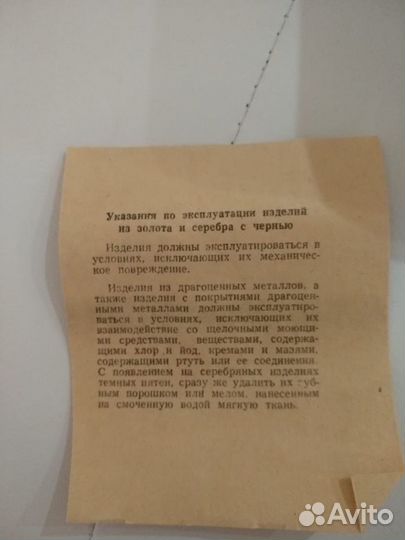 Указания по эксплуатации изделий
из золота и серебра с чернью
Изделия должны эксплуатироваться в
условиях, исключающих их механичес-
кое повреждение.
Изделия из драгоценных металлов, а
также изделия с покрытиями драгоцен-
ными металлами должны эксплуатиро-
ваться в условиях, исключающих их
взаимодействие со щелочными моющи-
ми средствами, веществами, содержа-
щими хлор и йод, кремами и мазями,
содержащими ртуть или ее соединения.
С появлением на серебряных изделиях
темных пятен, сразу же удалить их зуб-
ным порошком или мелом, нанесенным
на смоченную водой мягкую ткань.
Avito